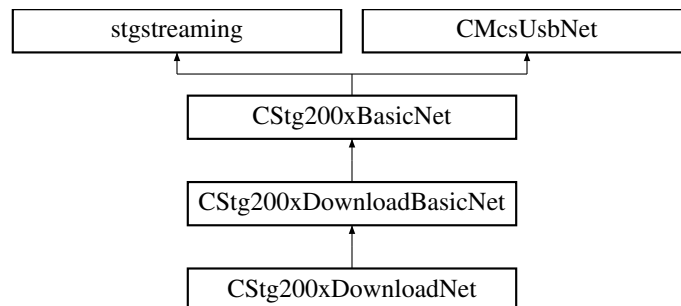 stgstreaming
CMcsUsbNet
CStg200xBasicNet
CStg200xDownloadBasicNet
CStg200xDownloadNet